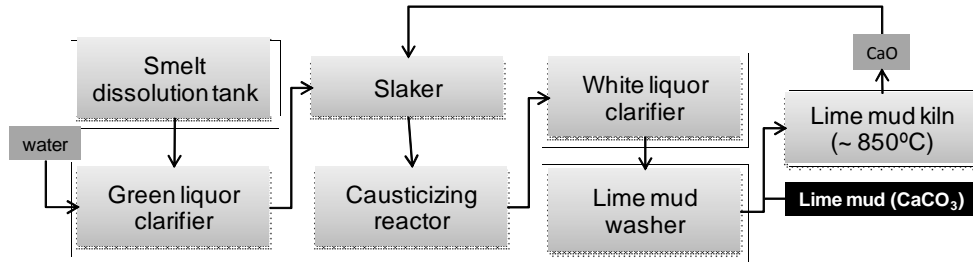 Smelt
dissolution tank
water
Green liquor
clarifier
Slaker
Causticizing
reactor
White liquor
clarifier
Lime mud
washer
CaO
Lime mud kiln
(~ 850ºC)
Lime mud (CaCO₃)